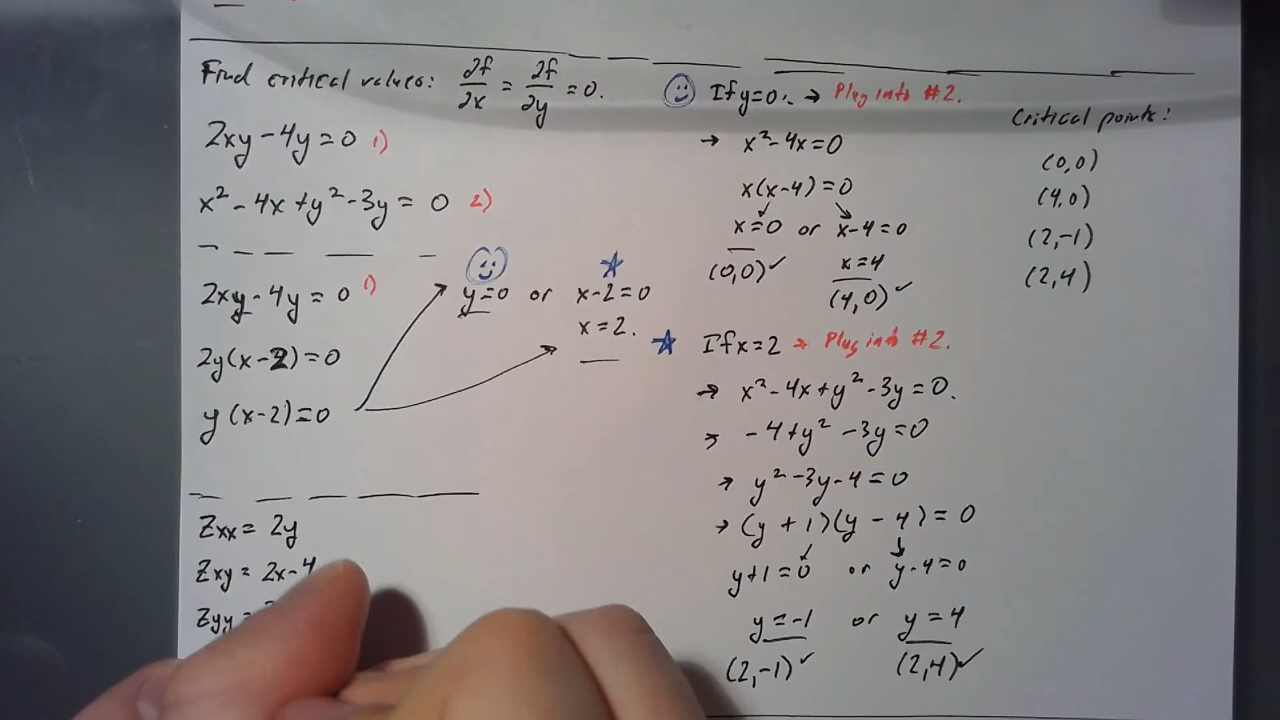 Find critical values: ∂f/∂x = ∂f/∂y = 0.
2xy - 4y = 0 1)
x² - 4x + y² - 3y = 0 2)
2xy - 4y = 0 1)
2y(x-2) = 0
y(x-2) = 0
y = 0 or x-2 = 0
x = 2.
Zxx = 2y
Zxy = 2x-4
Zyy =
If y=0: → Plug into #2.
→ x² - 4x = 0
x(x-4) = 0
x = 0 or x-4 = 0
(0,0) ✓ x = 4
(4,0) ✓
If x=2 → Plug into #2.
→ x² - 4x + y² - 3y = 0.
→ -4 + y² - 3y = 0
→ y² - 3y - 4 = 0
→ (y + 1)(y - 4) = 0
y+1 = 0 or y-4 = 0
y = -1 or y = 4
(2,-1) ✓ (2,4) ✓
Critical points:
(0,0)
(4,0)
(2,-1)
(2,4)